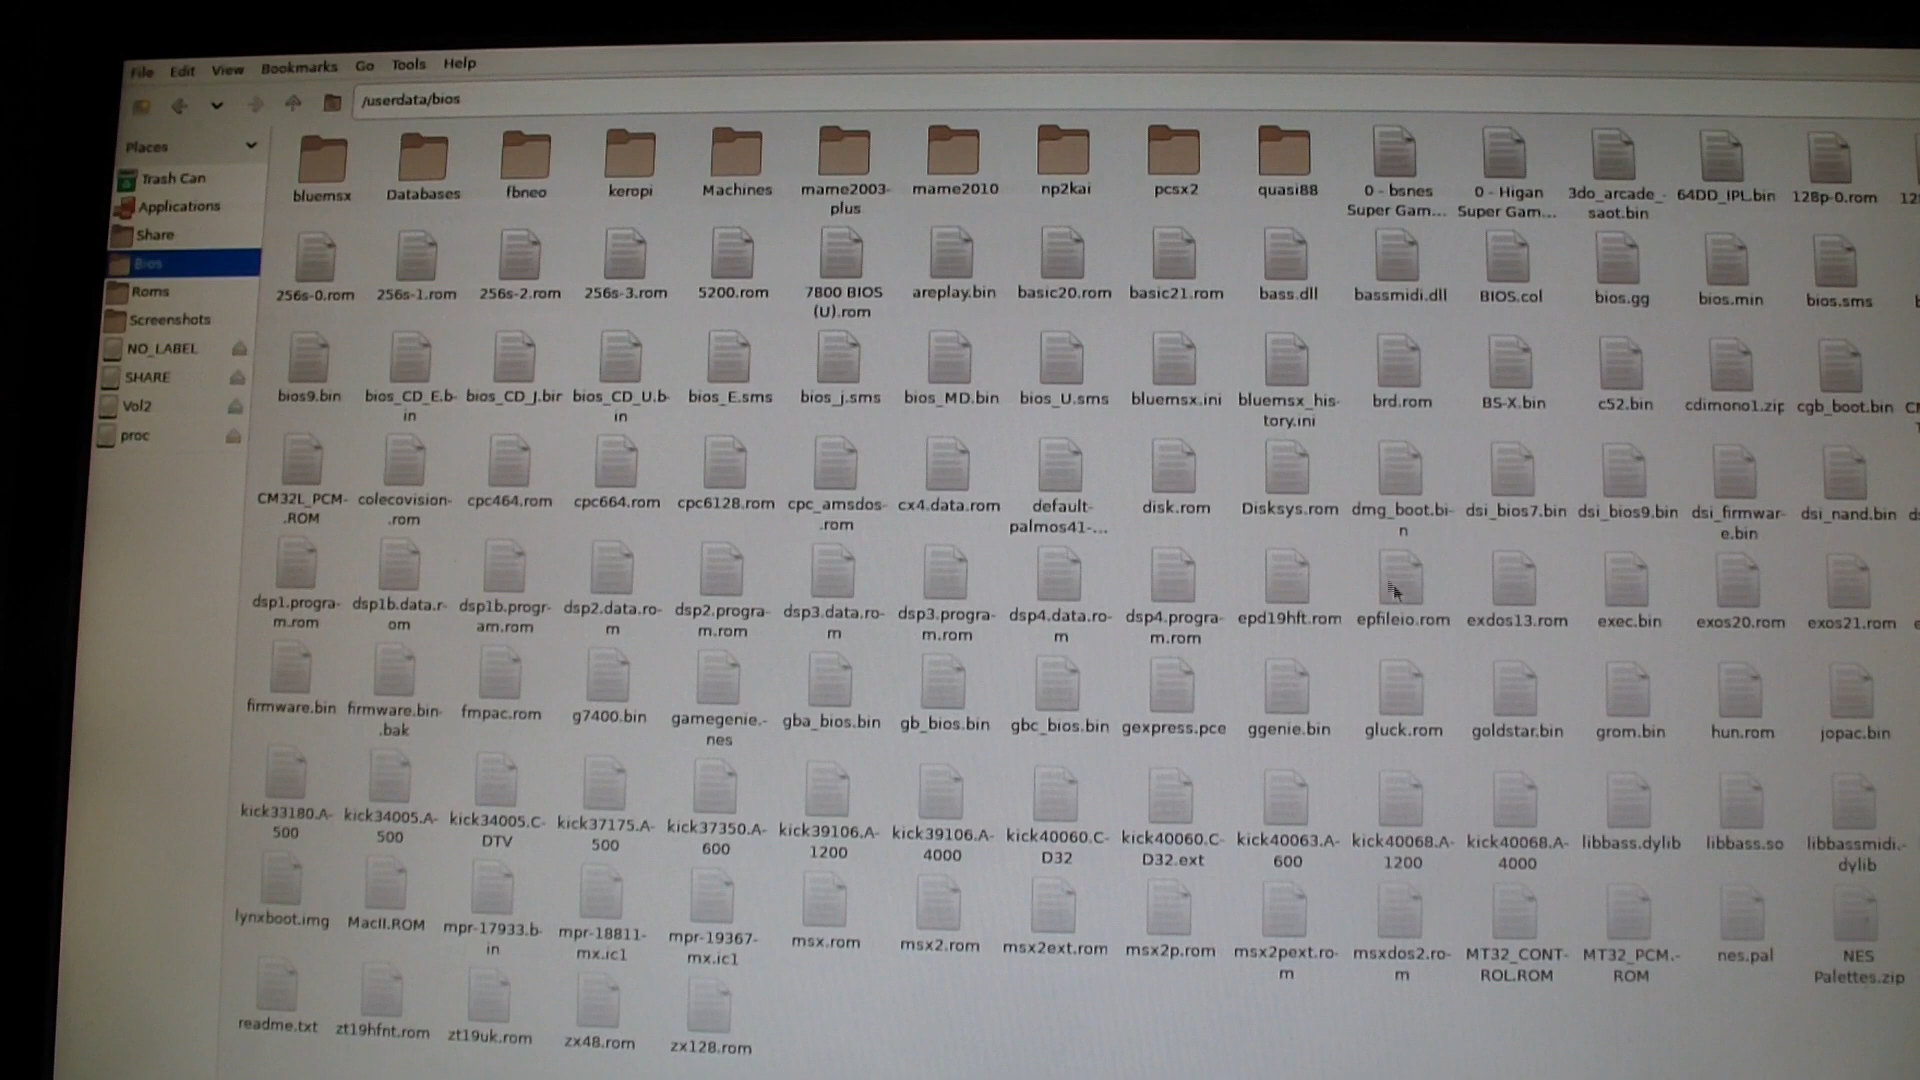 File Edit View Bookmarks Go Tools Help
/userdata/bios
Places
Trash Can
Applications
Share
Bios
Roms
Screenshots
NO_LABEL
SHARE
Vol2
proc
bluemsx Databases fbneo keropi Machines mame2003- mame2010 np2kai pcsx2 quasi88 0 - bsnes 0 - Higan 3do_arcade_- 64DD_IPL.bin 128p-0.rom
plus Super Gam... Super Gam... saot.bin
256s-0.rom 256s-1.rom 256s-2.rom 256s-3.rom 5200.rom 7800 BIOS areplay.bin basic20.rom basic21.rom bass.dll bassmidi.dll BIOS.col bios.gg bios.min bios.sms
(U).rom
bios9.bin bios_CD_E.b- bios_CD_J.bin bios_CD_U.b- bios_E.sms bios_j.sms bios_MD.bin bios_U.sms bluemsx.ini bluemsx_his- brd.rom BS-X.bin c52.bin cdimono1.zip cgb_boot.bin
in in tory.ini
CM32L_PCM- colecovision- cpc464.rom cpc664.rom cpc6128.rom cpc_amsdos- cx4.data.rom default- disk.rom Disksys.rom dmg_boot.bi- dsi_bios7.bin dsi_bios9.bin dsi_firmwar- dsi_nand.bin
.ROM .rom .rom palmos41-... n e.bin
dsp1.progra- dsp1b.data.r- dsp1b.progr- dsp2.data.ro- dsp2.progra- dsp3.data.ro- dsp3.progra- dsp4.data.ro- dsp4.progra- epd19hft.rom epfileio.rom exdos13.rom exec.bin exos20.rom exos21.rom
m.rom om am.rom m m.rom m m.rom m m.rom
firmware.bin firmware.bin- fmpac.rom g7400.bin gamegenie.- gba_bios.bin gb_bios.bin gbc_bios.bin gexpress.pce ggenie.bin gluck.rom goldstar.bin grom.bin hun.rom jopac.bin
.bak nes
kick33180.A- kick34005.A- kick34005.C- kick37175.A- kick37350.A- kick39106.A- kick39106.A- kick40060.C- kick40060.C- kick40063.A- kick40068.A- kick40068.A- libbass.dylib libbass.so libbassmidi.-
500 500 DTV 500 600 1200 4000 D32 D32.ext 600 1200 4000 dylib
lynxboot.img MacII.ROM mpr-17933.b- mpr-18811- mpr-19367- msx.rom msx2.rom msx2ext.rom msx2p.rom msx2pext.ro- msxdos2.ro- MT32_CONT- MT32_PCM.- nes.pal NES
in mx.ic1 mx.ic1 m m ROL.ROM ROM Palettes.zip
readme.txt zt19hfnt.rom zt19uk.rom zx48.rom zx128.rom